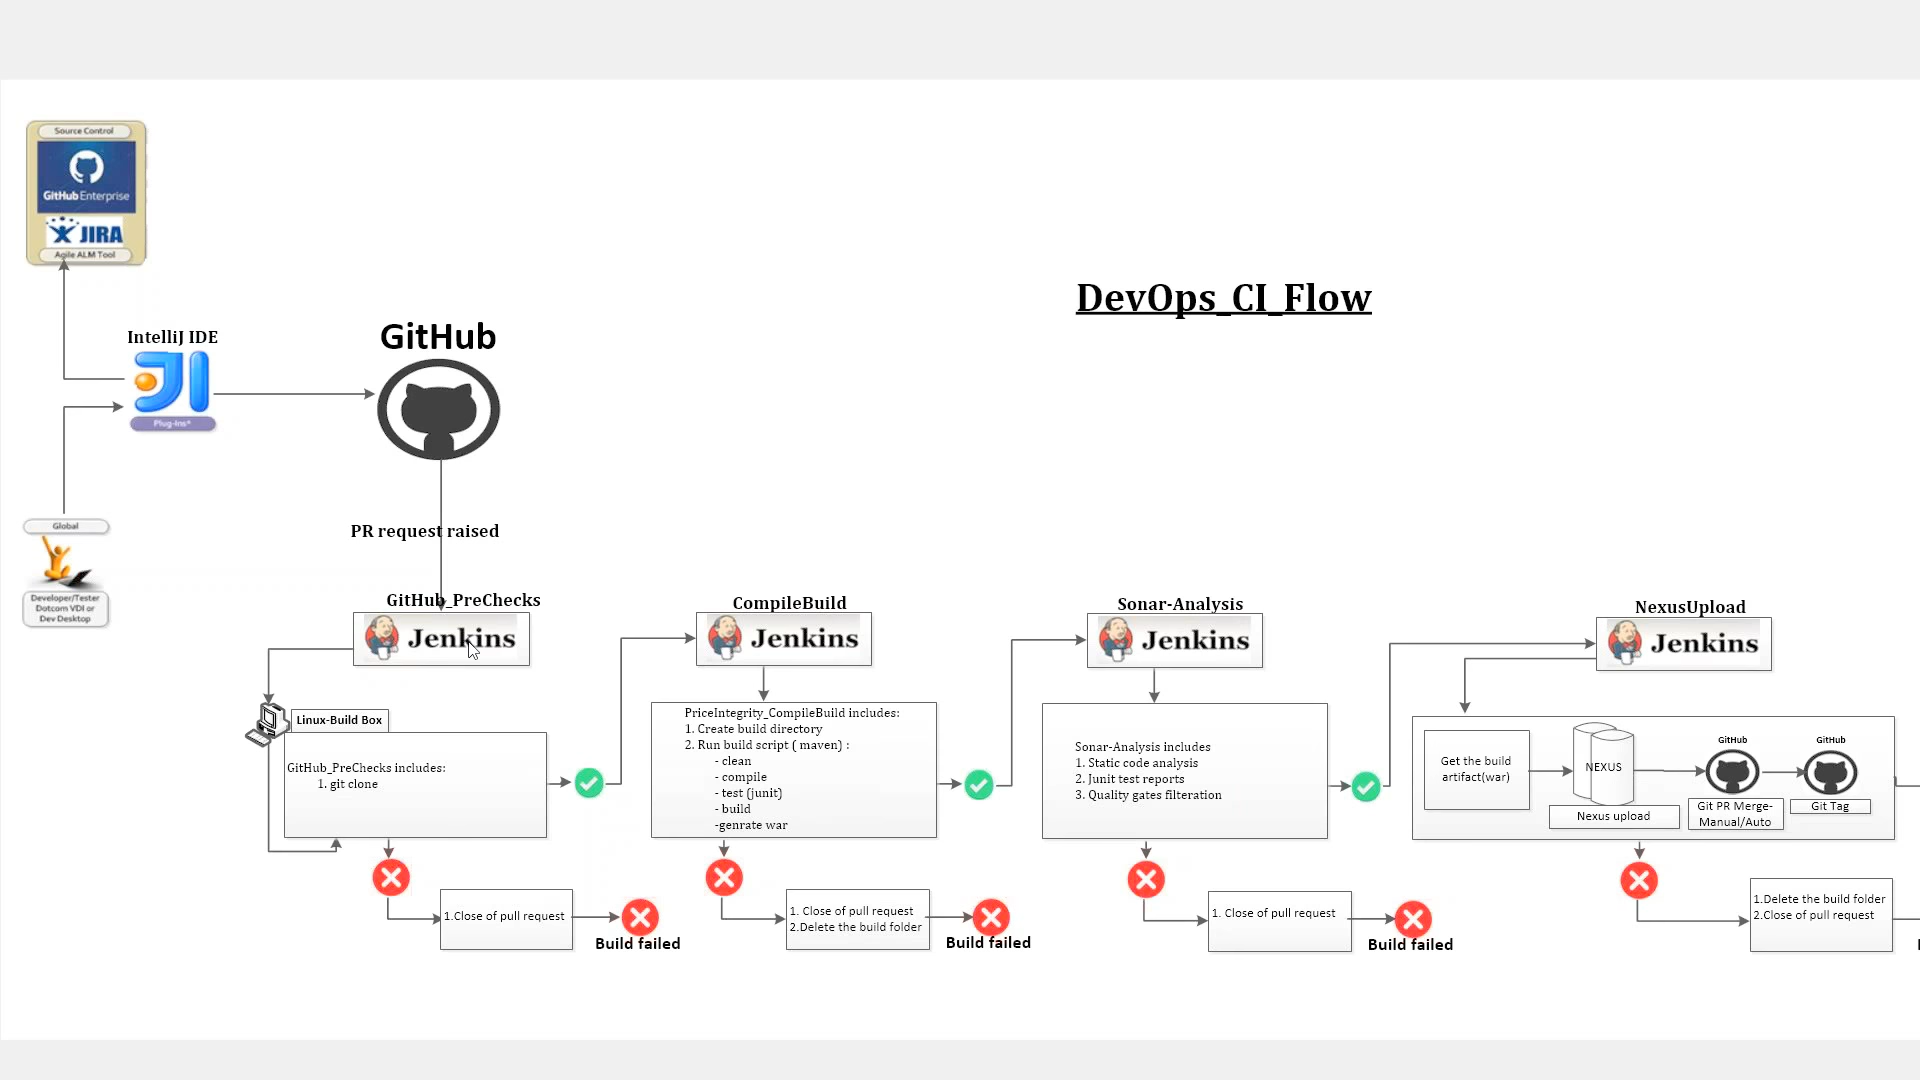 Source Control
GitHub Enterprise
JIRA
Agile ALM Tool
DevOps_CI_Flow
IntelliJ IDE
Plug-Ins*
GitHub
Global
Developer/Tester
Dotcom VDI or
Dev Desktop
PR request raised
GitHub_PreChecks
Jenkins
Linux-Build Box
GitHub_PreChecks includes:
1. git clone
1.Close of pull request
Build failed
CompileBuild
Jenkins
PriceIntegrity_CompileBuild includes:
1. Create build directory
2. Run build script ( maven) :
- clean
- compile
- test (junit)
- build
-genrate war
1. Close of pull request
2.Delete the build folder
Build failed
Sonar-Analysis
Jenkins
Sonar-Analysis includes
1. Static code analysis
2. Junit test reports
3. Quality gates filteration
1. Close of pull request
Build failed
NexusUpload
Jenkins
Get the build
artifact(war)
NEXUS
Nexus upload
GitHub
Git PR Merge-
Manual/Auto
GitHub
Git Tag
1.Delete the build folder
2.Close of pull request